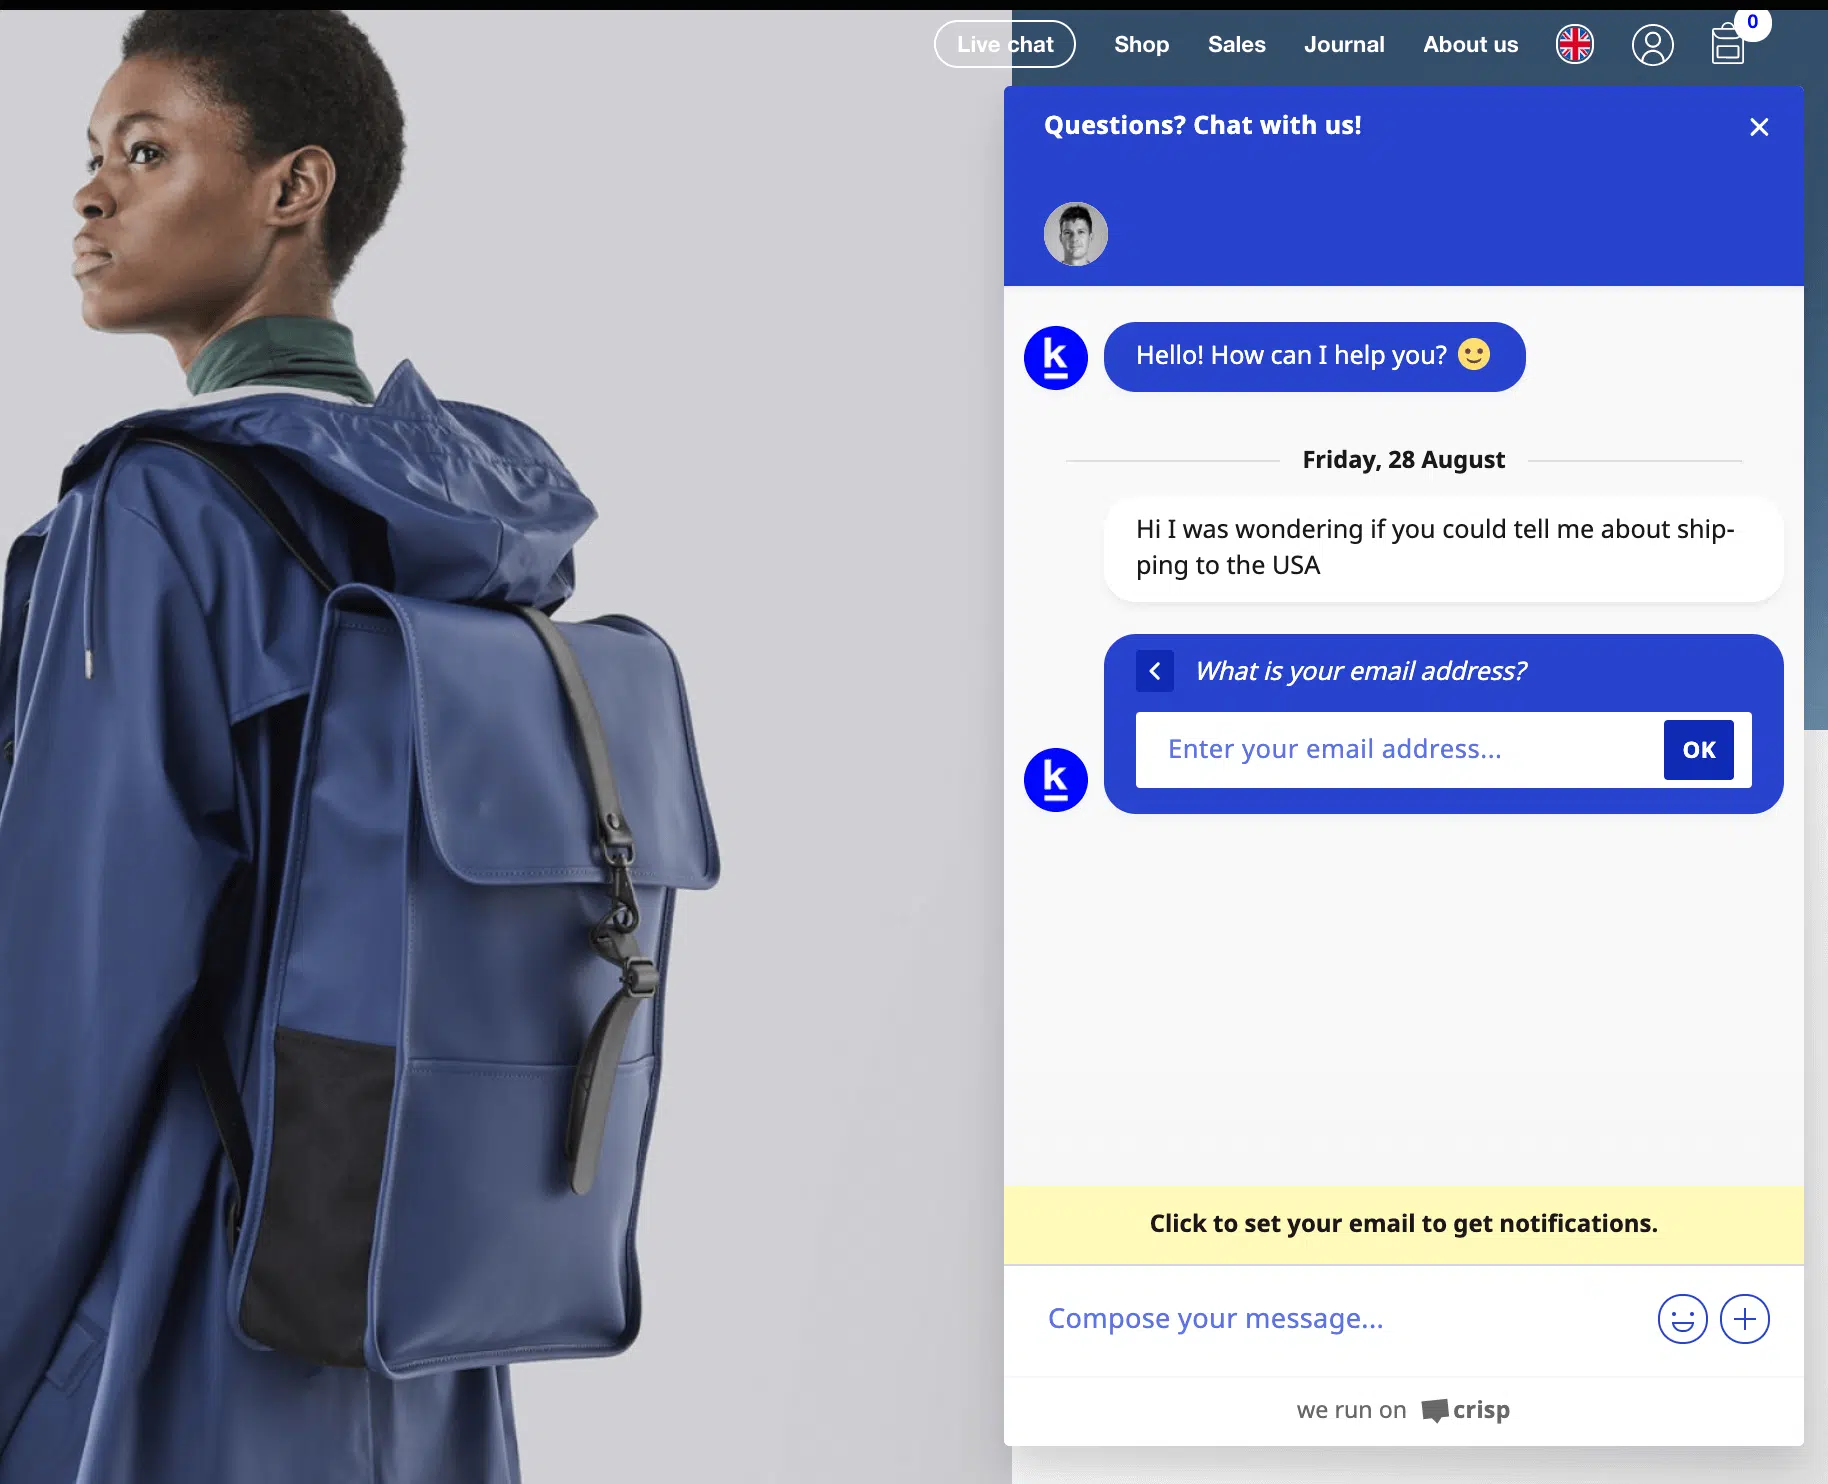 Live chat Shop Sales Journal About us 0
Questions? Chat with us!
k
Hello! How can I help you?
Friday, 28 August
Hi I was wondering if you could tell me about ship-
ping to the USA
What is your email address?
Enter your email address...
OK
k
Click to set your email to get notifications.
Compose your message...
we run on crisp